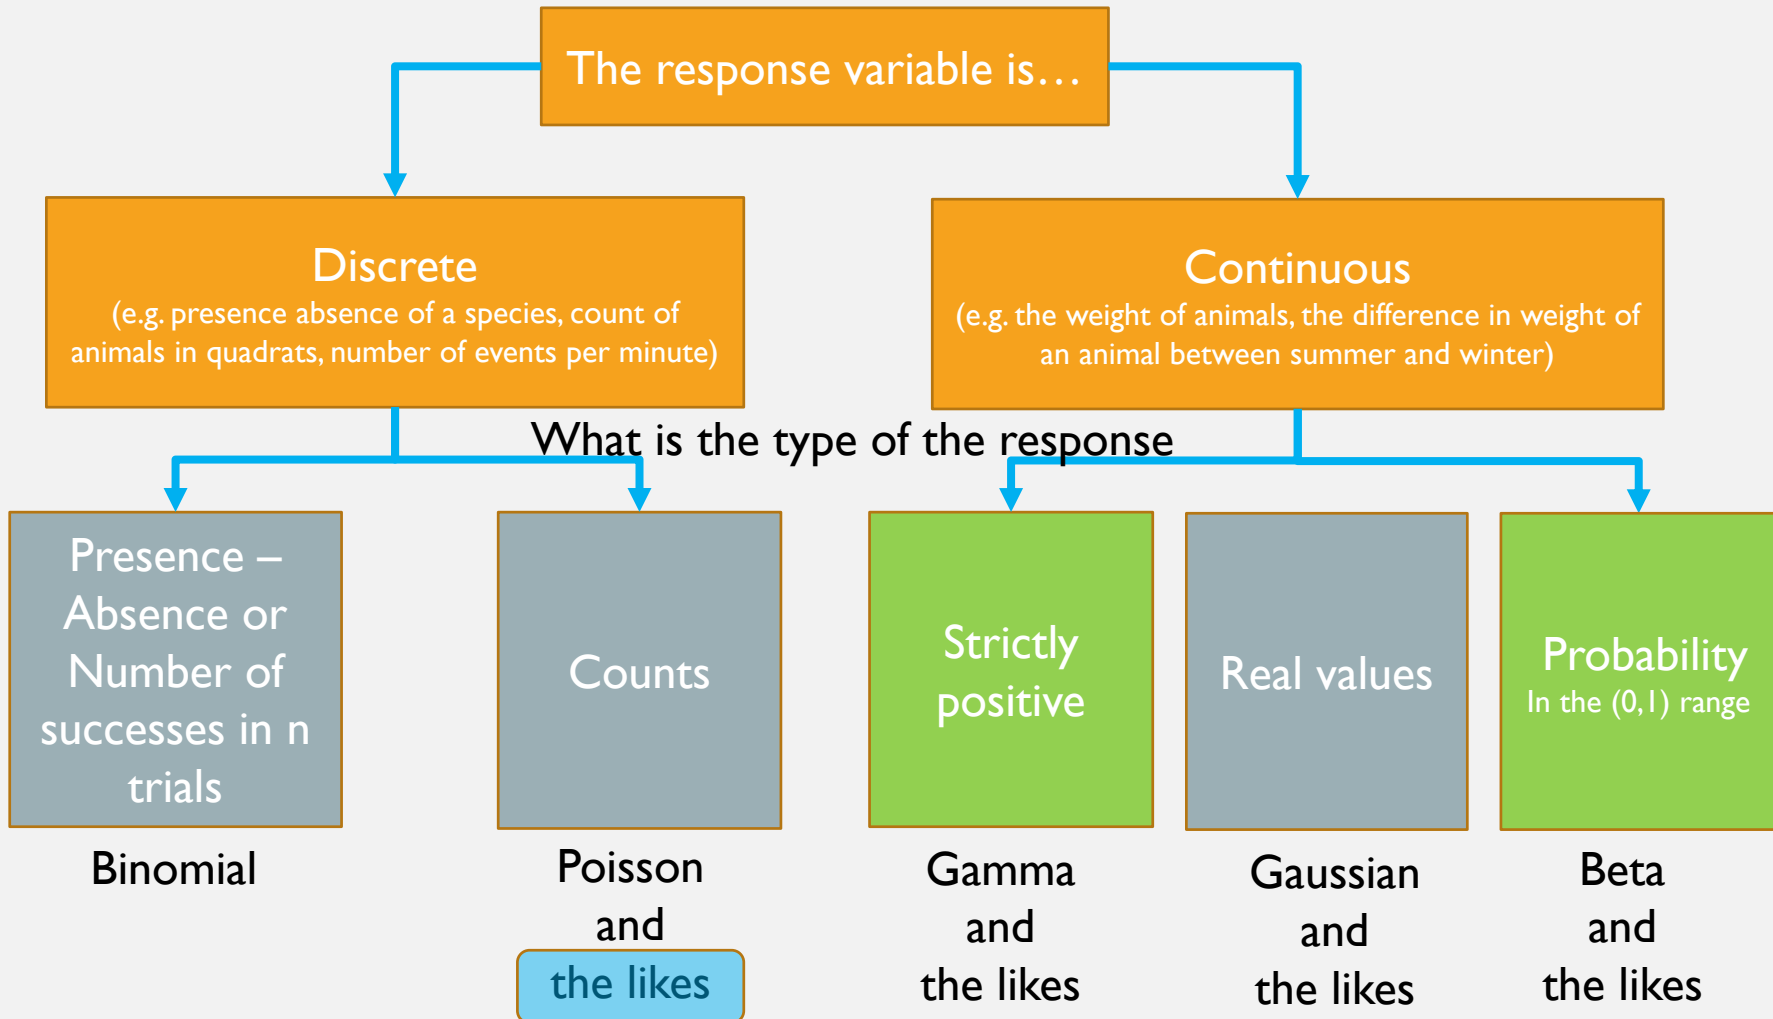 The response variable is…
Discrete
(e.g. presence absence of a species, count of
animals in quadrats, number of events per minute)
Continuous
(e.g. the weight of animals, the difference in weight of
an animal between summer and winter)
What is the type of the response
Presence –
Absence or
Number of
successes in n
trials
Counts
Strictly
positive
Real values
Probability
In the (0,1) range
Binomial
Poisson
and
the likes
Gamma
and
the likes
Gaussian
and
the likes
Beta
and
the likes